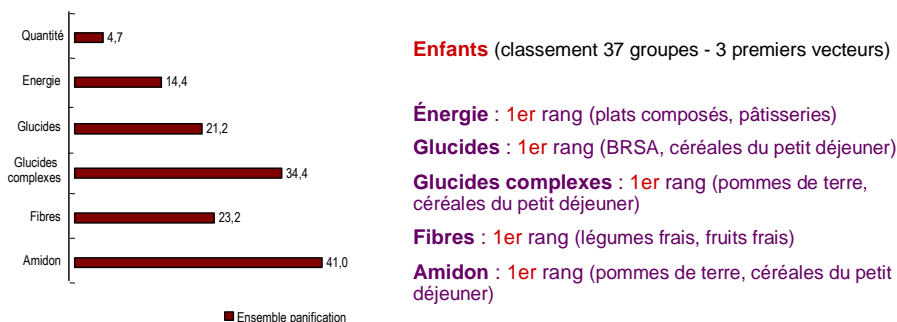 Quantité 4,7
Energie 14,4
Glucides 21,2
Glucides
complexes 34,4
Fibres 23,2
Amidon 41,0
Ensemble panification
Enfants (classement 37 groupes - 3 premiers vecteurs)
Énergie : 1er rang (plats composés, pâtisseries)
Glucides : 1er rang (BRSA, céréales du petit déjeuner)
Glucides complexes : 1er rang (pommes de terre,
céréales du petit déjeuner)
Fibres : 1er rang (légumes frais, fruits frais)
Amidon : 1er rang (pommes de terre, céréales du petit
déjeuner)